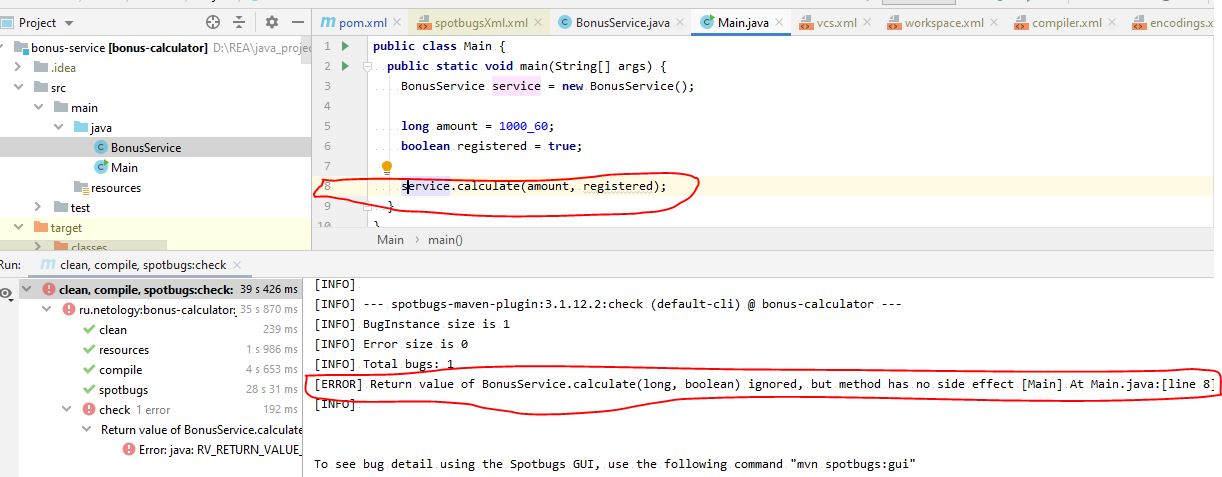 Project
pom.xml
spotbugsXml.xml
BonusService.java
Main.java
vcs.xml
workspace.xml
compiler.xml
encodings.x
bonus-service [bonus-calculator] D:\REA\java_projec
.idea
src
main
java
BonusService
Main
resources
test
target
classes
1 public class Main {
2 public static void main(String[] args) {
3 BonusService service = new BonusService();
4
5 long amount = 1000_60;
6 boolean registered = true;
7
8 service.calculate(amount, registered);
9 }
10 }
Main > main()
Run: clean, compile, spotbugs:check
clean, compile, spotbugs:check: 39 s 426 ms
ru.netology:bonus-calculator: 35 s 870 ms
clean 239 ms
resources 1 s 986 ms
compile 4 s 653 ms
spotbugs 28 s 31 ms
check 1 error 192 ms
Return value of BonusService.calculate
Error: java: RV_RETURN_VALUE_
[INFO]
[INFO] --- spotbugs-maven-plugin:3.1.12.2:check (default-cli) @ bonus-calculator ---
[INFO] BugInstance size is 1
[INFO] Error size is 0
[INFO] Total bugs: 1
[ERROR] Return value of BonusService.calculate(long, boolean) ignored, but method has no side effect [Main] At Main.java:[line 8]
[INFO]
To see bug detail using the Spotbugs GUI, use the following command "mvn spotbugs:gui"